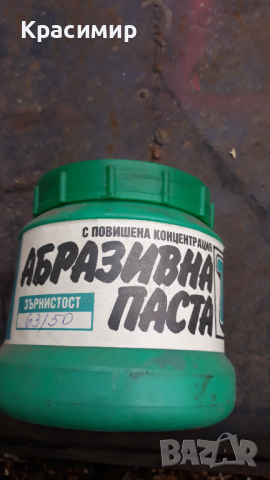 Красимир
С ПОВИШЕНА КОНЦЕНТРАЦИЯ
АБРАЗИВНА
ПАСТА
ЗЪРНИСТОСТ
63/50
BAZAR